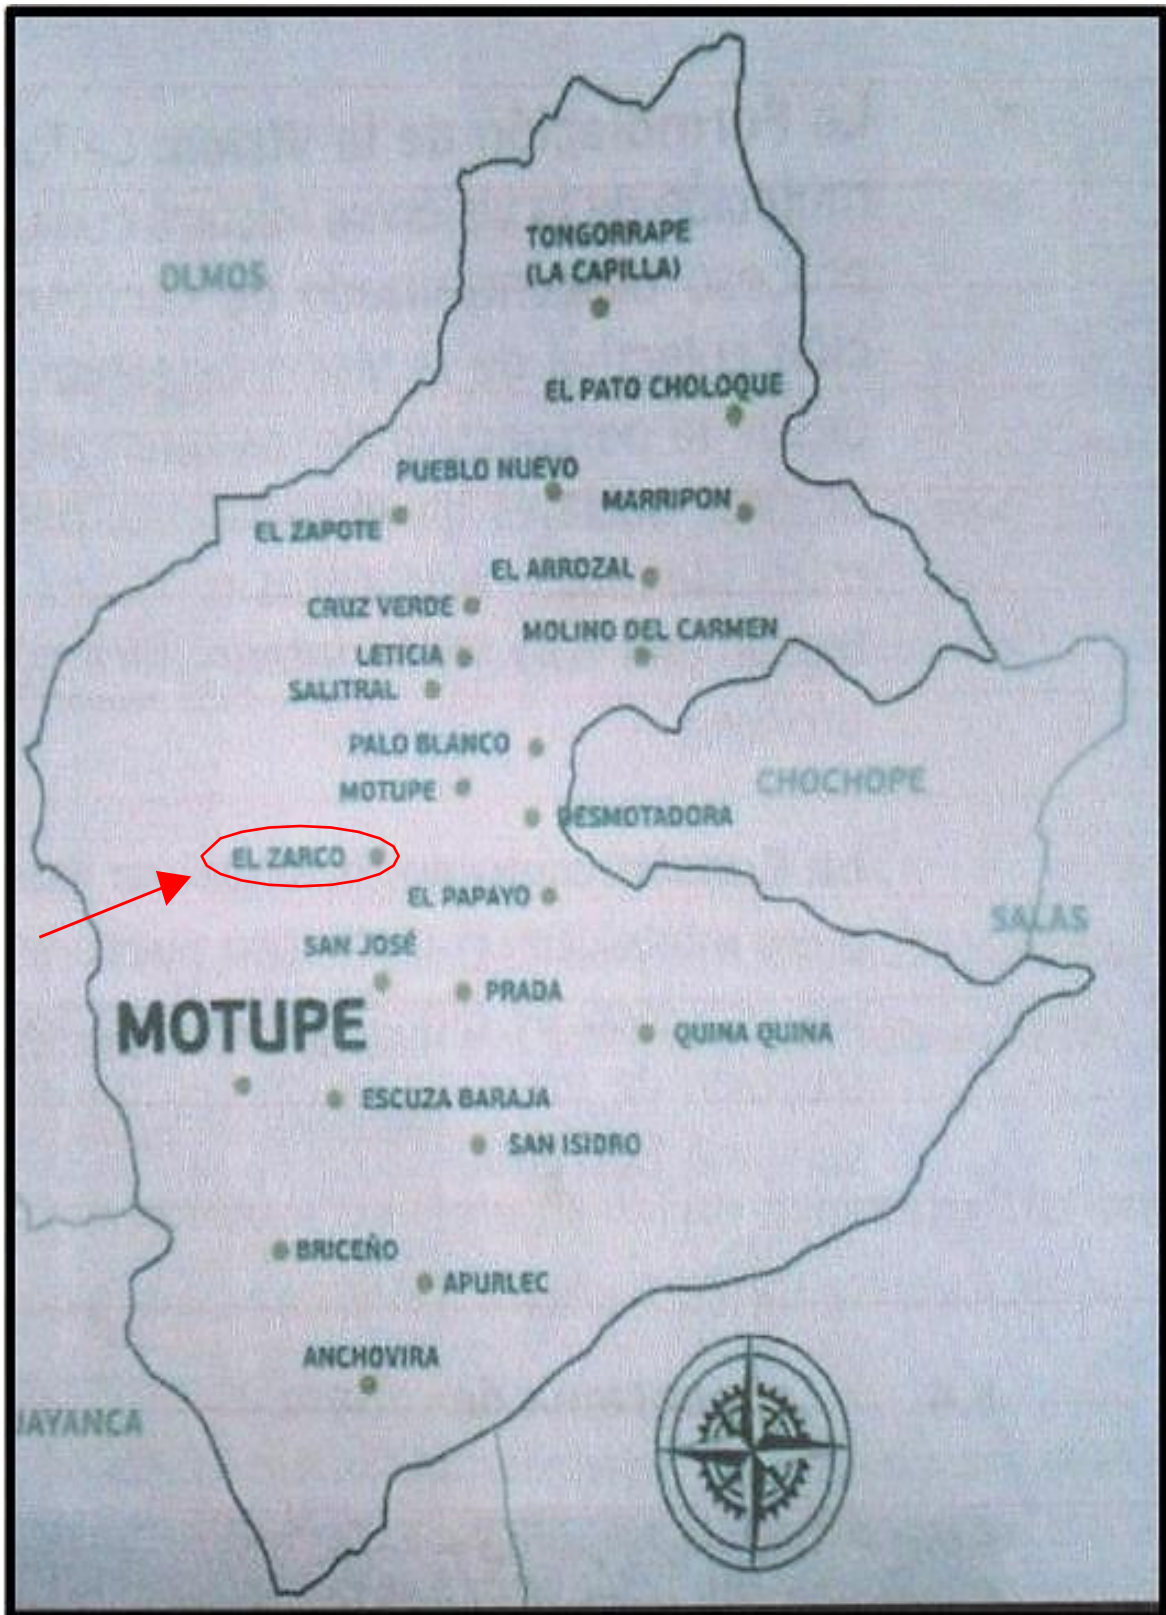 TONGORRAPE
(LA CAPILLA)
OLMOS
EL PATO CHOLOQUE
PUEBLO NUEVO
MARRIPON
EL ZAPOTE
EL ARROZAL
CRUZ VERDE
MOLINO DEL CARMEN
LETICIA
SALITRAL
PALO BLANCO
CHOCHOPE
MOTUPE
DESMOTADORA
EL ZARCO
EL PAPAYO
SALAS
SAN JOSÉ
PRADA
MOTUPE
QUINA QUINA
ESCUZA BARAJA
SAN ISIDRO
BRICEÑO
APURLEC
ANCHOVIRA
JAYANCA